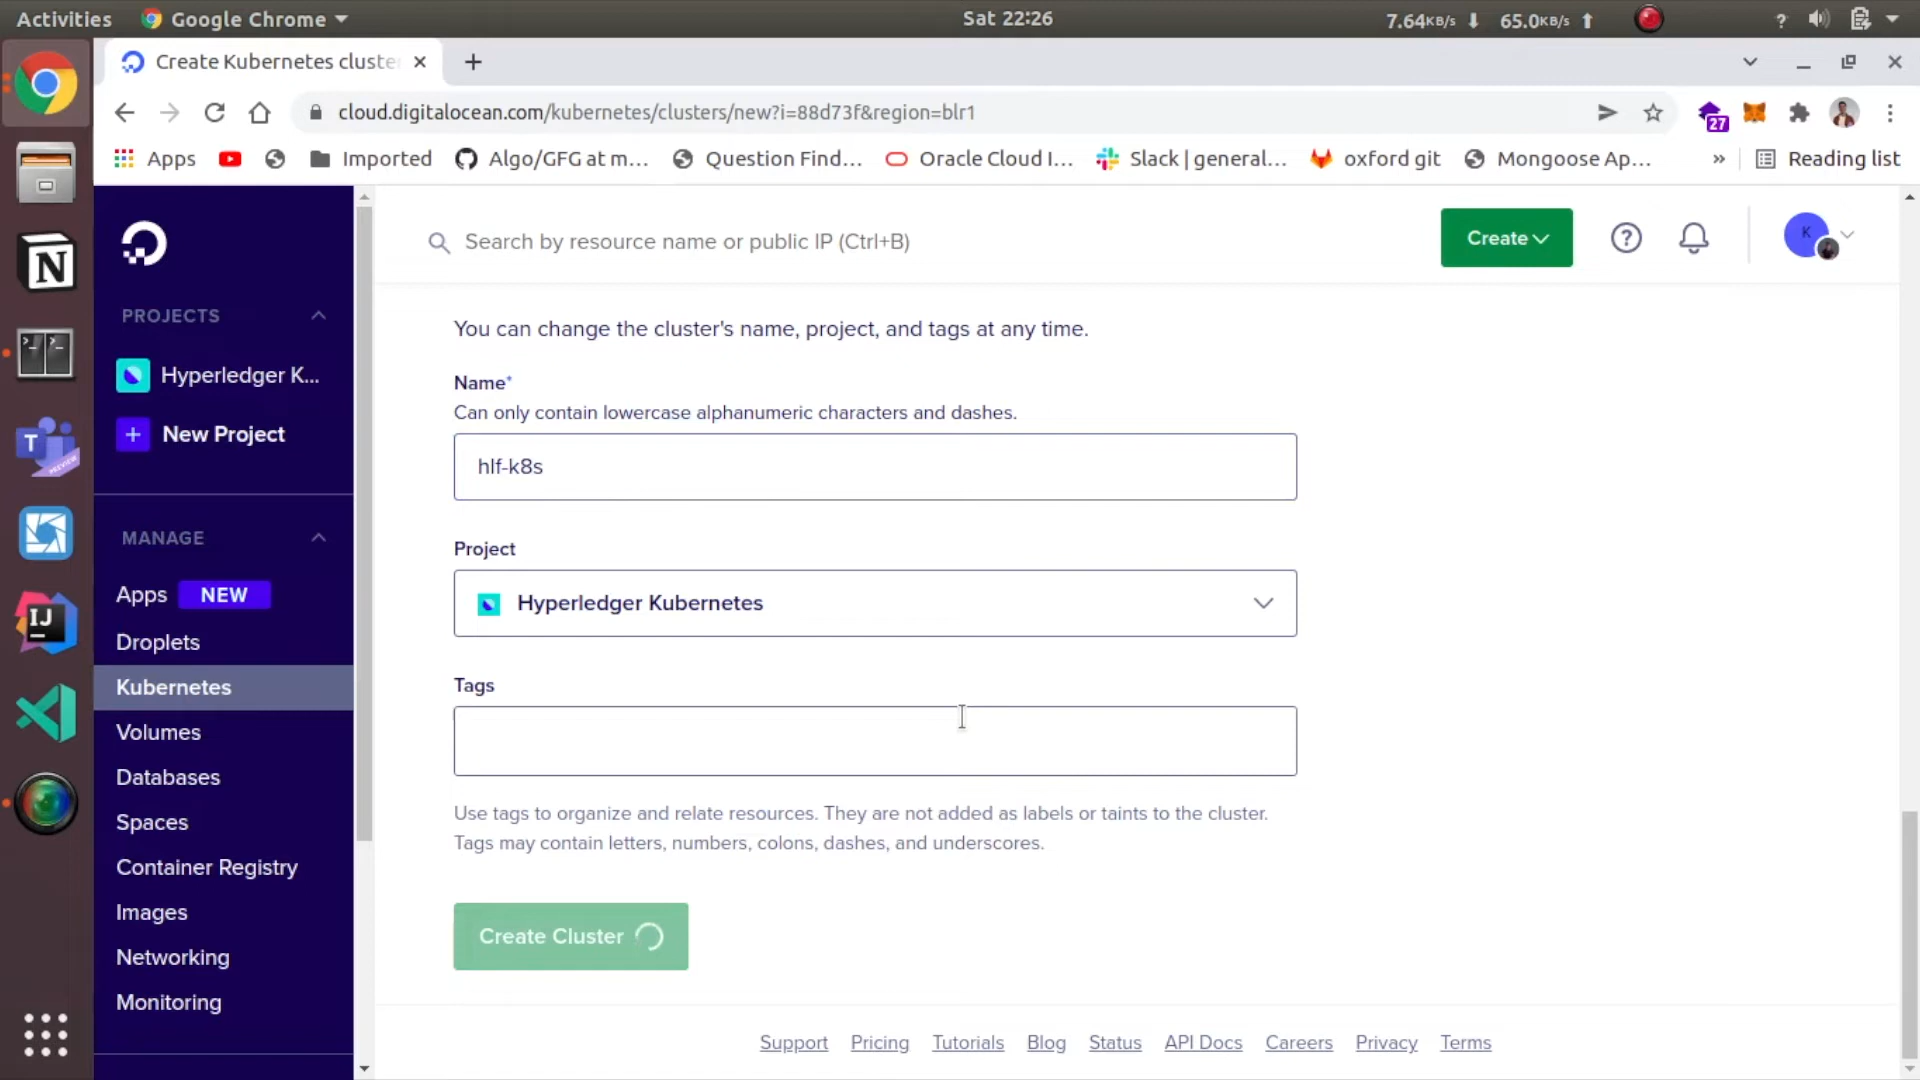 Activities
Google Chrome
Sat 22:26
7.64KB/s
65.0KB/s
?
Create Kubernetes cluste
cloud.digitalocean.com/kubernetes/clusters/new?i=88d73f&region=blr1
27
Apps
Imported
Algo/GFG at m...
Question Find...
Oracle Cloud I...
Slack | general...
oxford git
Mongoose Ap...
»
Reading list
Search by resource name or public IP (Ctrl+B)
Create
?
K
PROJECTS
Hyperledger K...
+ New Project
MANAGE
Apps NEW
Droplets
Kubernetes
Volumes
Databases
Spaces
Container Registry
Images
Networking
Monitoring
You can change the cluster's name, project, and tags at any time.
Name*
Can only contain lowercase alphanumeric characters and dashes.
hlf-k8s
Project
Hyperledger Kubernetes
Tags
Use tags to organize and relate resources. They are not added as labels or taints to the cluster.
Tags may contain letters, numbers, colons, dashes, and underscores.
Create Cluster
Support Pricing Tutorials Blog Status API Docs Careers Privacy Terms
N
T
PREVIEW
IJ